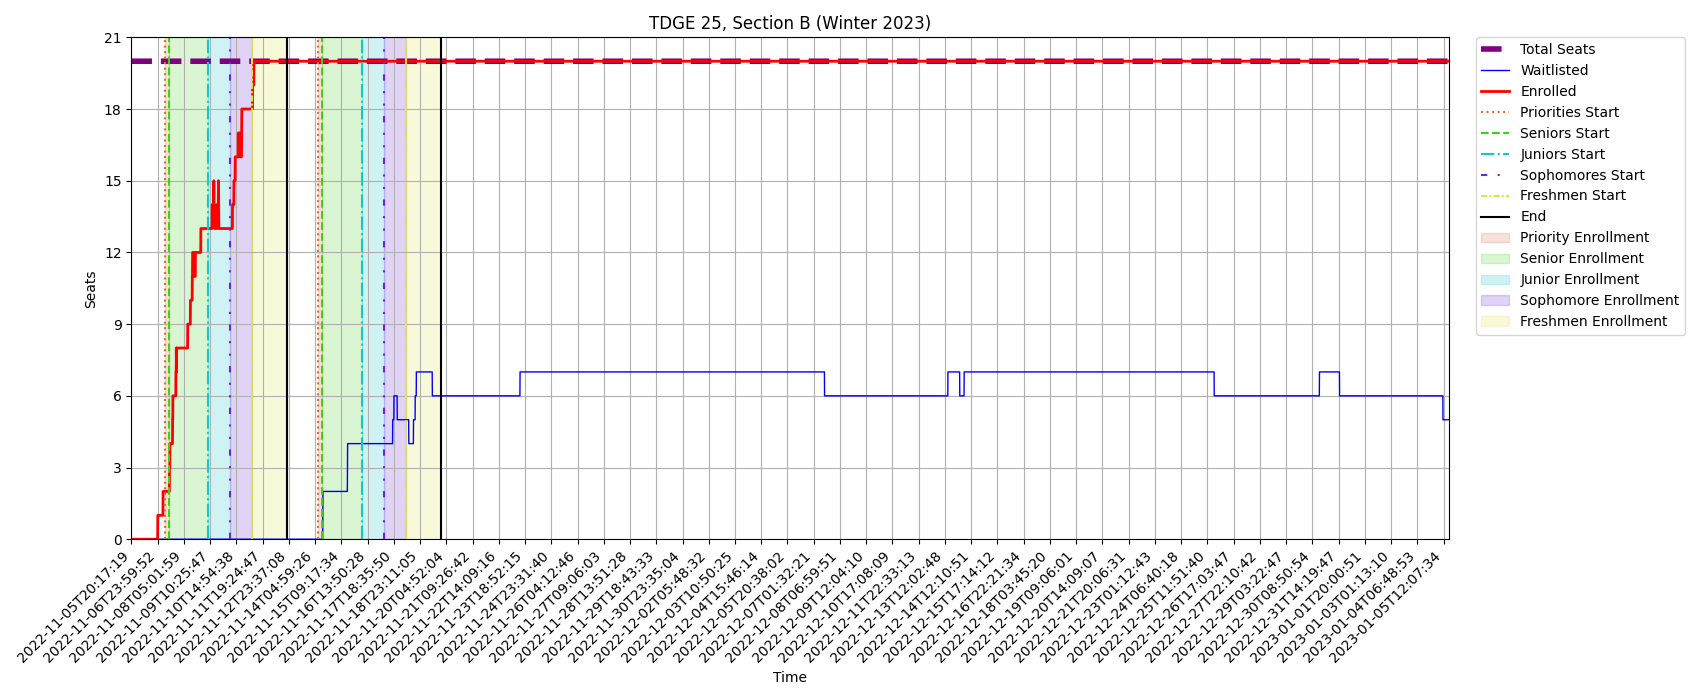 TDGE 25, Section B (Winter 2023)
Seats
21
18
15
12
9
6
3
0
2022-11-05T20:17:19
2022-11-06T23:59:52
2022-11-08T05:01:59
2022-11-09T10:25:47
2022-11-10T14:54:38
2022-11-11T19:24:47
2022-11-12T23:37:08
2022-11-14T04:59:26
2022-11-15T09:17:34
2022-11-16T13:50:28
2022-11-17T18:35:50
2022-11-18T23:11:05
2022-11-20T04:52:04
2022-11-21T09:26:42
2022-11-22T14:09:16
2022-11-23T18:52:15
2022-11-24T23:31:40
2022-11-26T04:12:46
2022-11-27T09:06:03
2022-11-28T13:51:28
2022-11-29T18:43:33
2022-11-30T23:35:04
2022-12-02T05:48:32
2022-12-03T10:50:25
2022-12-04T15:46:14
2022-12-05T20:38:02
2022-12-07T01:32:21
2022-12-08T06:59:51
2022-12-09T12:04:10
2022-12-10T17:08:09
2022-12-11T22:33:13
2022-12-13T12:02:48
2022-12-14T12:10:51
2022-12-15T17:14:12
2022-12-16T22:21:34
2022-12-18T03:45:20
2022-12-19T09:06:01
2022-12-20T14:09:07
2022-12-21T20:06:31
2022-12-23T01:12:43
2022-12-24T06:40:18
2022-12-25T11:51:40
2022-12-26T17:03:47
2022-12-27T22:10:42
2022-12-29T03:22:47
2022-12-30T08:50:54
2022-12-31T14:19:47
2023-01-01T20:00:51
2023-01-03T01:13:10
2023-01-04T06:48:53
2023-01-05T12:07:34
Time
Total Seats
Waitlisted
Enrolled
Priorities Start
Seniors Start
Juniors Start
Sophomores Start
Freshmen Start
End
Priority Enrollment
Senior Enrollment
Junior Enrollment
Sophomore Enrollment
Freshmen Enrollment